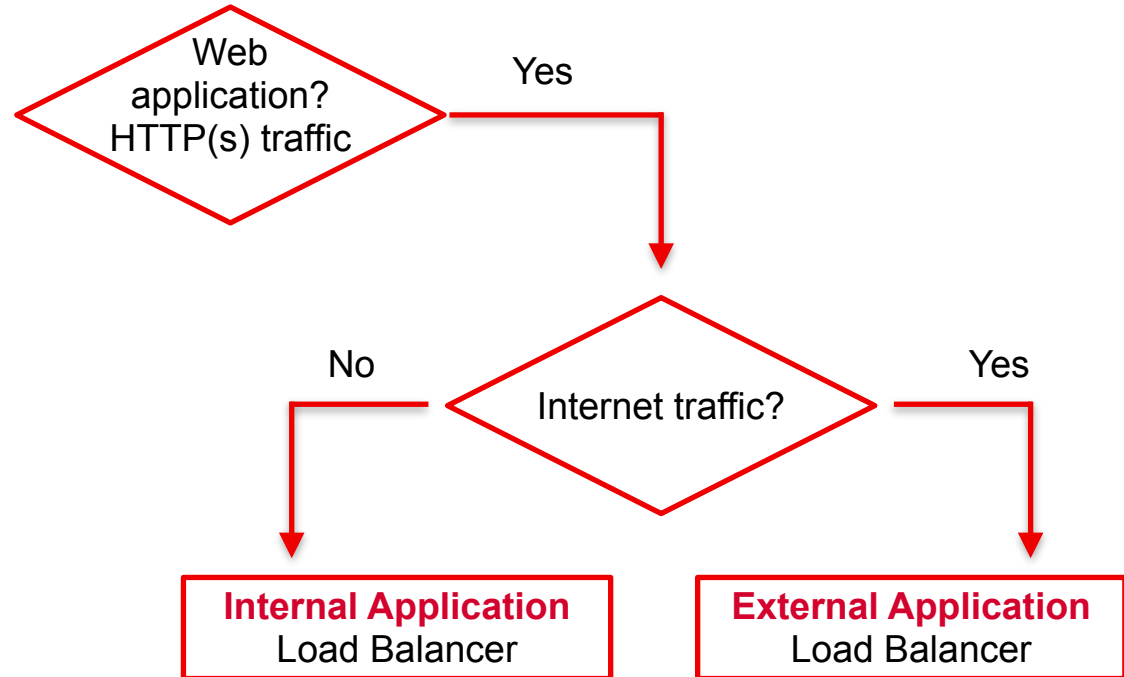 Web
application?
HTTP(s) traffic
Yes
No
Yes
Internet traffic?
Internal Application
Load Balancer
External Application
Load Balancer